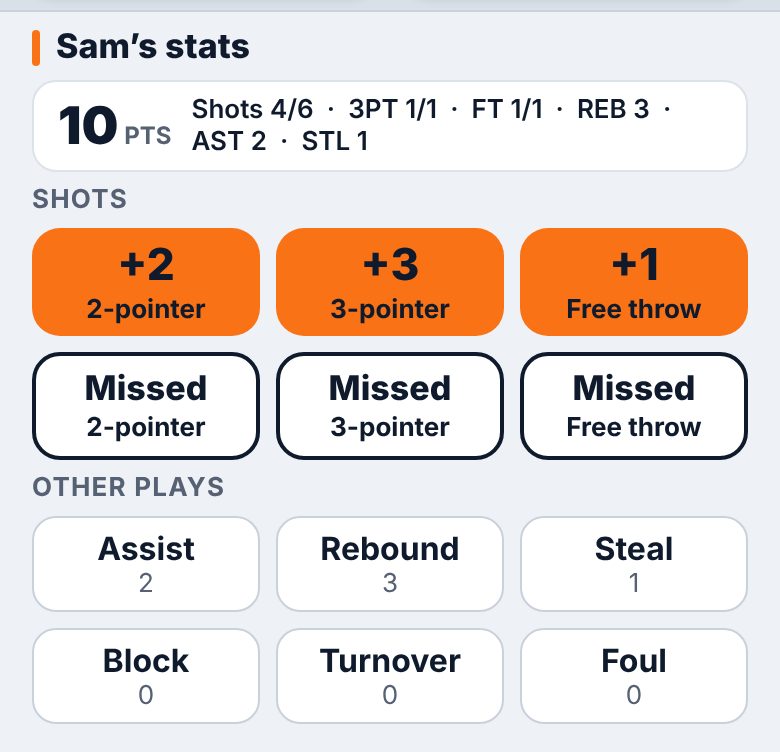 Sam’s stats
10 PTS
Shots 4/6 · 3PT 1/1 · FT 1/1 · REB 3 ·
AST 2 · STL 1
SHOTS
+2 +3 +1
2-pointer 3-pointer Free throw
Missed Missed Missed
2-pointer 3-pointer Free throw
OTHER PLAYS
Assist Rebound Steal
2 3 1
Block Turnover Foul
0 0 0